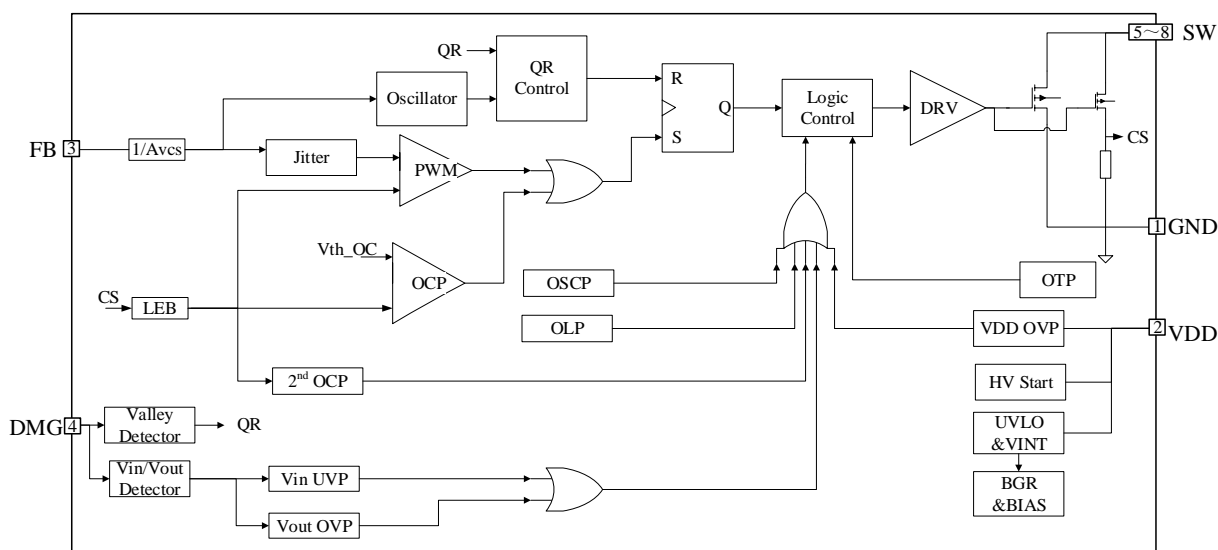 5～8
SW
QR
QR
Control
R
Q
S
Oscillator
Logic
Control
DRV
CS
FB
3
1/Avcs
Jitter
PWM
1
GND
Vth_OC
OCP
OSCP
OTP
CS
LEB
OLP
VDD OVP
2
VDD
2nd OCP
HV Start
DMG
4
Valley
Detector
QR
UVLO
&VINT
Vin/Vout
Detector
Vin UVP
BGR
&BIAS
Vout OVP